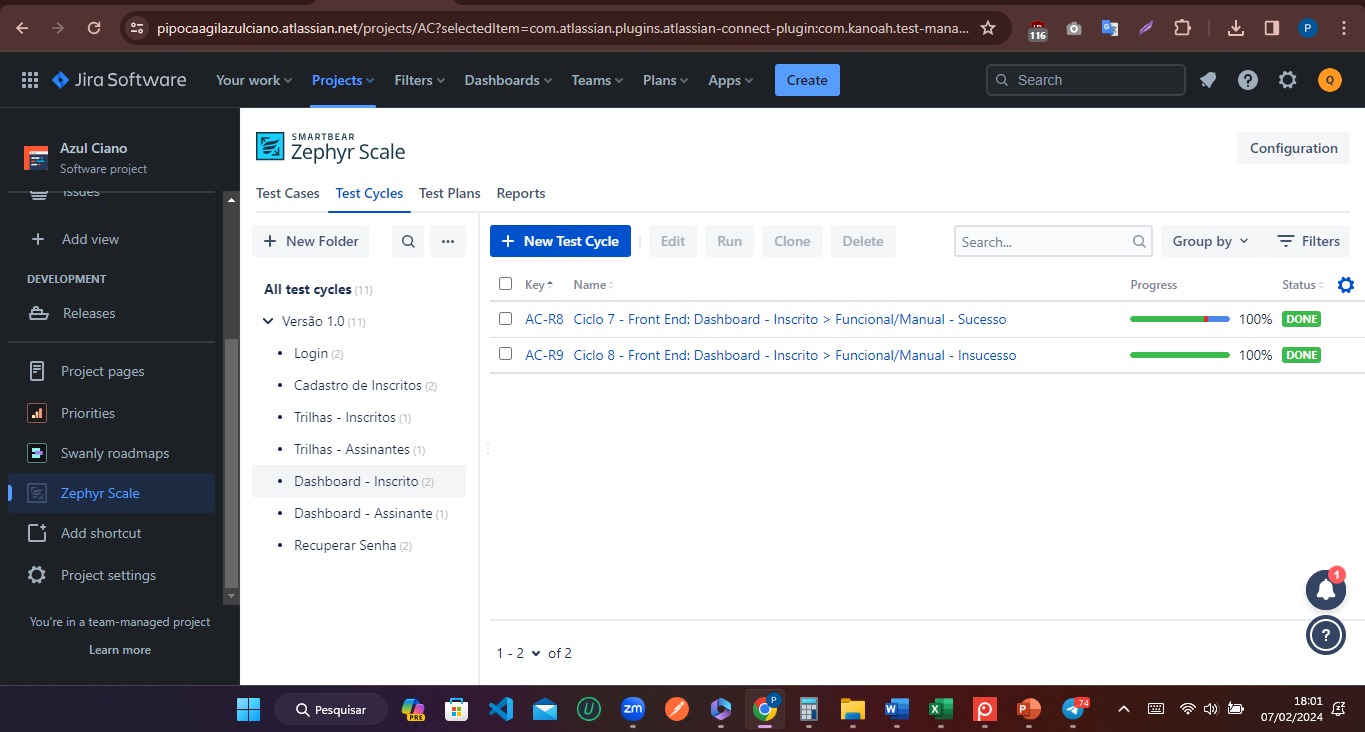 pipocaagilazulciano.atlassian.net/projects/AC?selectedItem=com.atlassian.plugins.atlassian-connect-plugin:com.kanoah.test-mana...
116
P
Jira Software
Your work
Projects
Filters
Dashboards
Teams
Plans
Apps
Create
Search
Q
Azul Ciano
Software project
Issues
Add view
DEVELOPMENT
Releases
Project pages
Priorities
Swanly roadmaps
Zephyr Scale
Add shortcut
Project settings
You're in a team-managed project
Learn more
SMARTBEAR
Zephyr Scale
Configuration
Test Cases
Test Cycles
Test Plans
Reports
New Folder
All test cycles (11)
Versão 1.0 (11)
Login (2)
Cadastro de Inscritos (2)
Trilhas - Inscritos (1)
Trilhas - Assinantes (1)
Dashboard - Inscrito (2)
Dashboard - Assinante (1)
Recuperar Senha (2)
New Test Cycle
Edit
Run
Clone
Delete
Search...
Group by
Filters
Key
Name
Progress
Status
AC-R8 Ciclo 7 - Front End: Dashboard - Inscrito > Funcional/Manual - Sucesso 100% DONE
AC-R9 Ciclo 8 - Front End: Dashboard - Inscrito > Funcional/Manual - Insucesso 100% DONE
1 - 2 of 2
1
?
Pesquisar
PRE
zm
P
74
18:01
07/02/2024